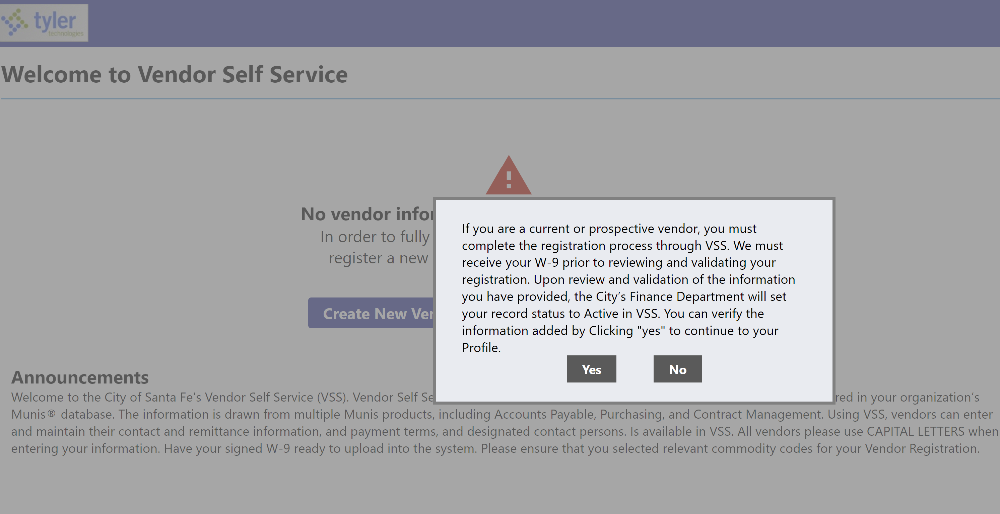 tyler
technologies
Welcome to Vendor Self Service
No vendor
In order to fully
register a new
Create New
If you are a current or prospective vendor, you must
complete the registration process through VSS. We must
receive your W-9 prior to reviewing and validating your
registration. Upon review and validation of the information
you have provided, the City’s Finance Department will set
your record status to Active in VSS. You can verify the
information added by Clicking "yes" to continue to your
Profile.
Yes No
Announcements
Welcome to the City of Santa Fe's Vendor Self Service (VSS). Vendor Self in your organization’s
Munis® database. The information is drawn from multiple Munis products, including Accounts Payable, Purchasing, and Contract Management. Using VSS, vendors can enter
and maintain their contact and remittance information, and payment terms, and designated contact persons. Is available in VSS. All vendors please use CAPITAL LETTERS when
entering your information. Have your signed W-9 ready to upload into the system. Please ensure that you selected relevant commodity codes for your Vendor Registration.